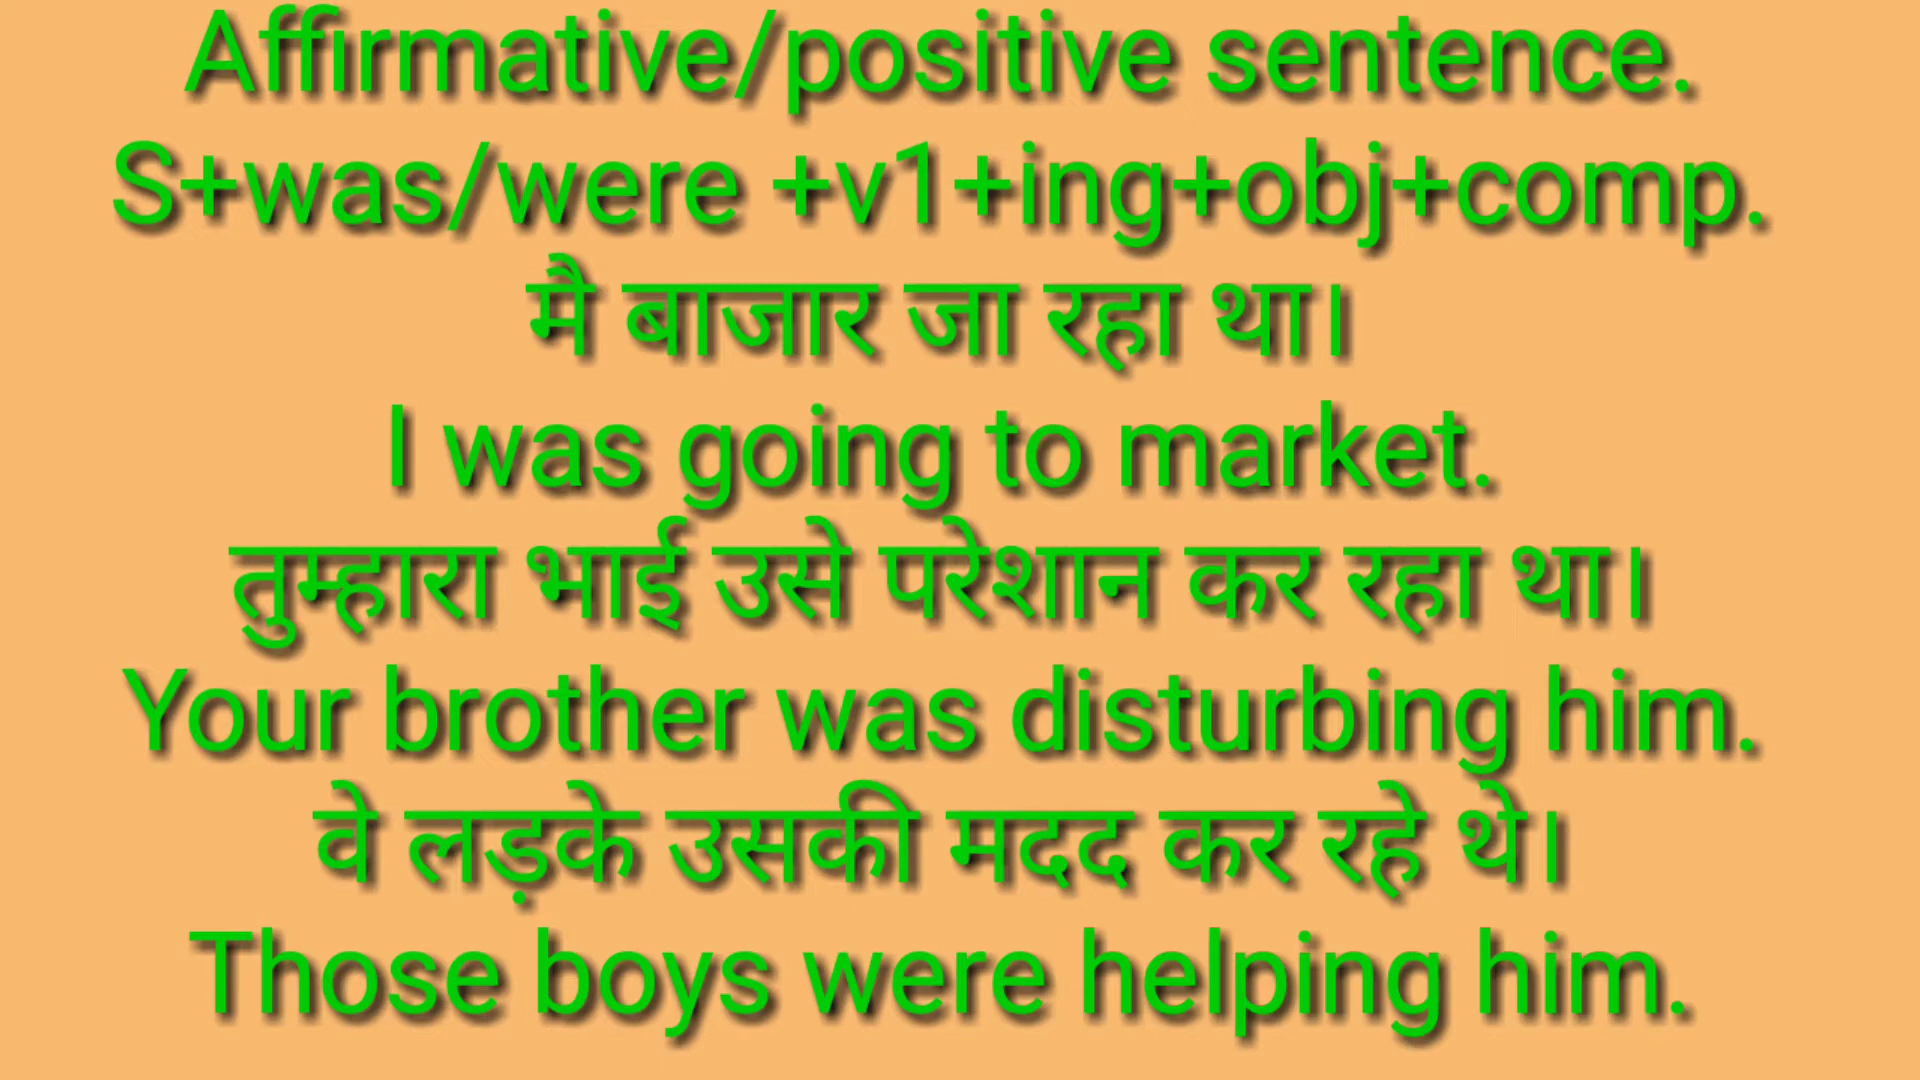 Affirmative/positive sentence.
S+was/were +v1+ing+obj+comp.
मै बाजार जा रहा था।
I was going to market.
तुम्हारा भाई उसे परेशान कर रहा था।
Your brother was disturbing him.
वे लड़के उसकी मदद कर रहे थे।
Those boys were helping him.